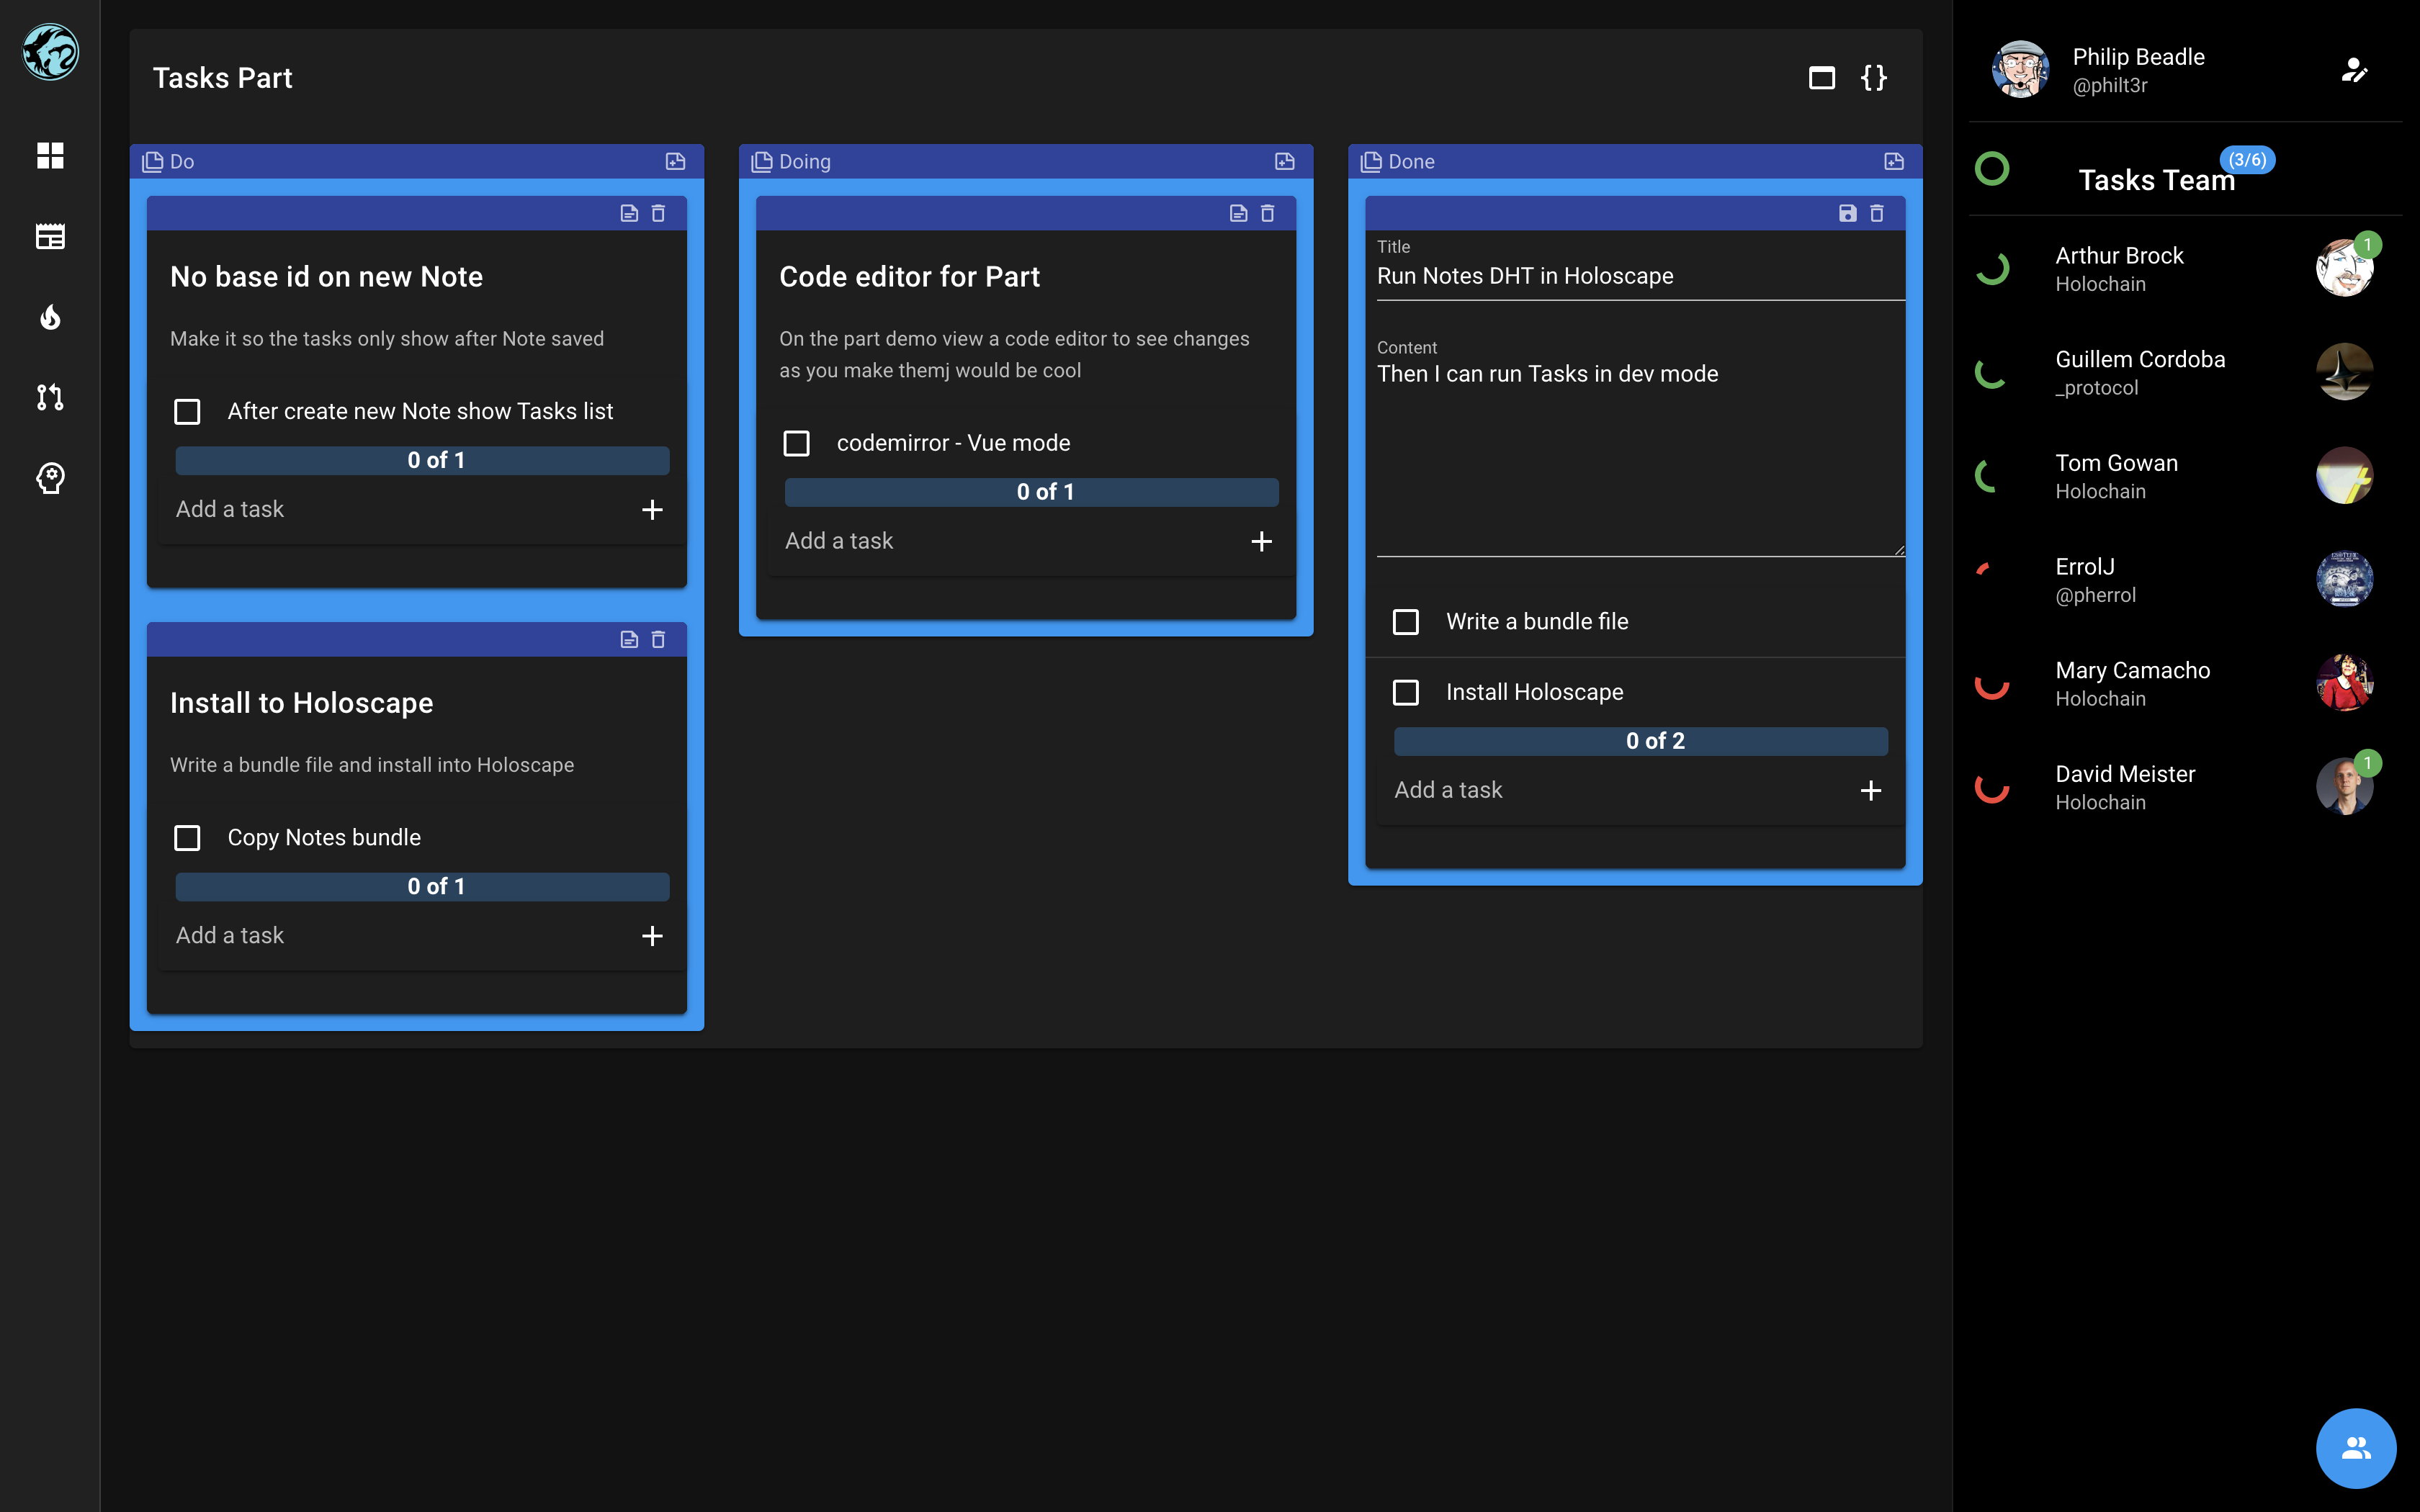 Tasks Part
{}
Do
No base id on new Note
Make it so the tasks only show after Note saved
After create new Note show Tasks list
0 of 1
Add a task
Install to Holoscape
Write a bundle file and install into Holoscape
Copy Notes bundle
0 of 1
Add a task
Doing
Code editor for Part
On the part demo view a code editor to see changes
as you make themj would be cool
codemirror - Vue mode
0 of 1
Add a task
Done
Title
Run Notes DHT in Holoscape
Content
Then I can run Tasks in dev mode
Write a bundle file
Install Holoscape
0 of 2
Add a task
Philip Beadle
@philt3r
Tasks Team
(3/6)
Arthur Brock
Holochain
1
Guillem Cordoba
_protocol
Tom Gowan
Holochain
ErrolJ
@pherrol
Mary Camacho
Holochain
David Meister
Holochain
1